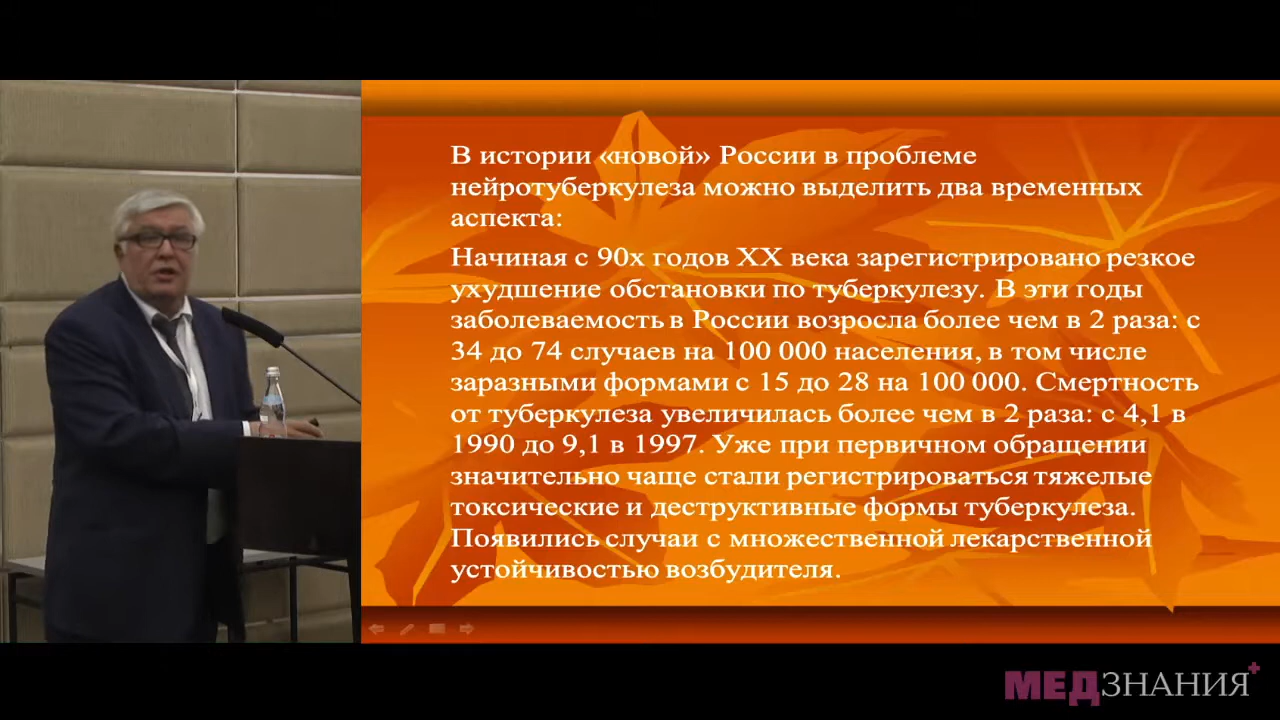 В истории «новой» России в проблеме
нейротуберкулеза можно выделить два временных
аспекта:
Начиная с 90х годов XX века зарегистрировано резкое
ухудшение обстановки по туберкулезу. В эти годы
заболеваемость в России возросла более чем в 2 раза: с
34 до 74 случаев на 100 000 населения, в том числе
заразными формами с 15 до 28 на 100 000. Смертность
от туберкулеза увеличилась более чем в 2 раза: с 4,1 в
1990 до 9,1 в 1997. Уже при первичном обращении
значительно чаще стали регистрироваться тяжелые
токсические и деструктивные формы туберкулеза.
Появились случаи с множественной лекарственной
устойчивостью возбудителя.
МЕДЗНАНИЯ+